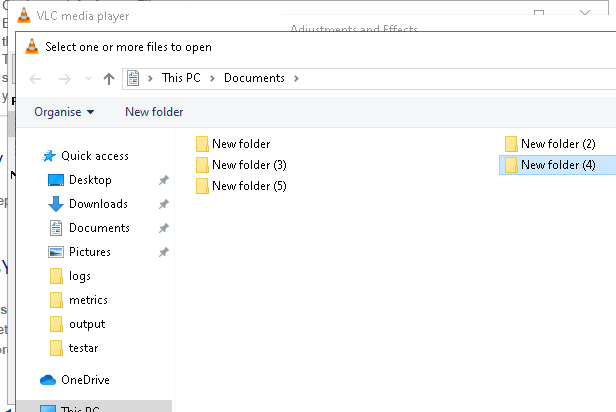 VLC media player
Adjustments and Effects
Select one or more files to open
This PC
Documents
Organise
New folder
Quick access
Desktop
Downloads
Documents
Pictures
logs
metrics
output
testar
OneDrive
This PC
New folder
New folder (2)
New folder (3)
New folder (4)
New folder (5)